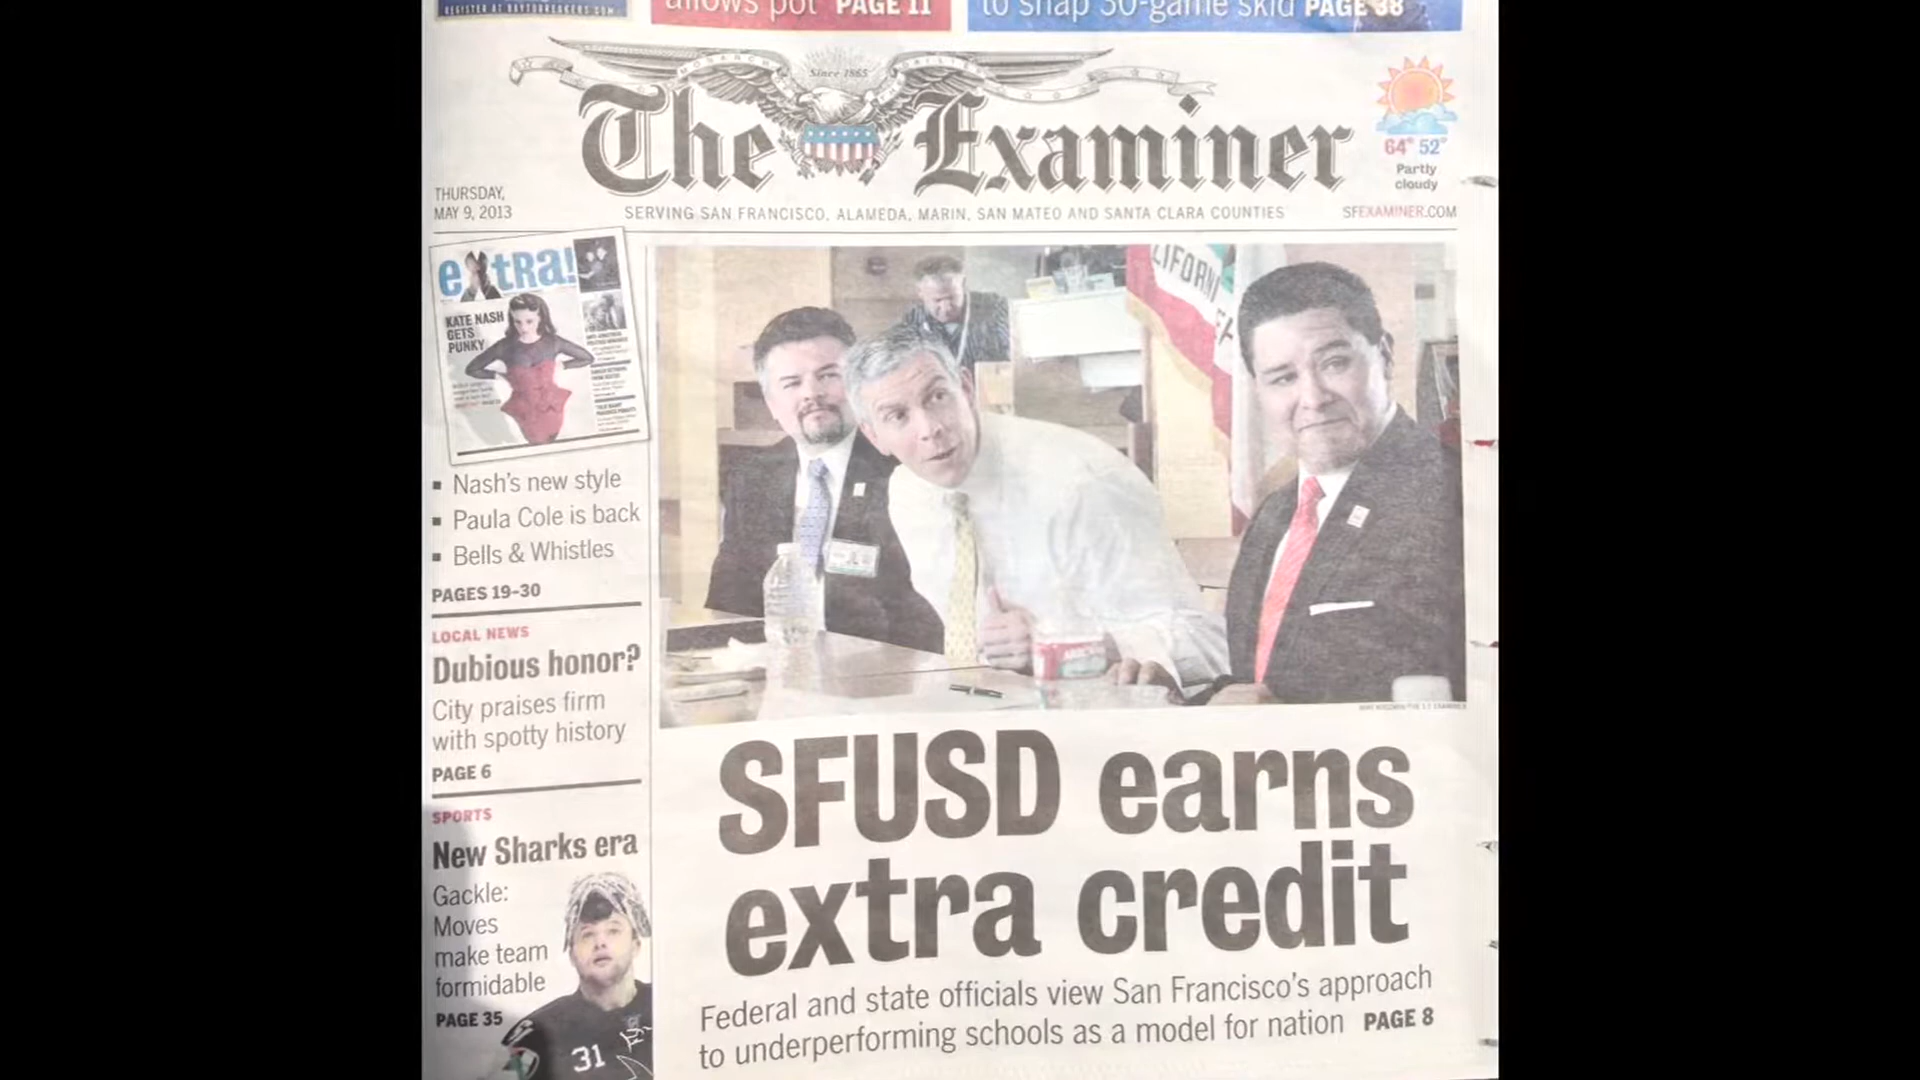 REGISTER AT BAYTOBREAKERS.COM
allows pot PAGE 11
to snap 30-game skid PAGE 38
Since 1865
The Examiner
64° 52°
Partly
cloudy
THURSDAY,
MAY 9, 2013
SERVING SAN FRANCISCO, ALAMEDA, MARIN, SAN MATEO AND SANTA CLARA COUNTIES
SFEXAMINER.COM
extra!
KATE NASH
GETS
PUNKY
▪ Nash's new style
▪ Paula Cole is back
▪ Bells & Whistles
PAGES 19-30
LOCAL NEWS
Dubious honor?
City praises firm
with spotty history
PAGE 6
SPORTS
New Sharks era
Gackle:
Moves
make team
formidable
PAGE 35
31
LIFORNI
SFUSD earns
extra credit
Federal and state officials view San Francisco's approach
to underperforming schools as a model for nation PAGE 8